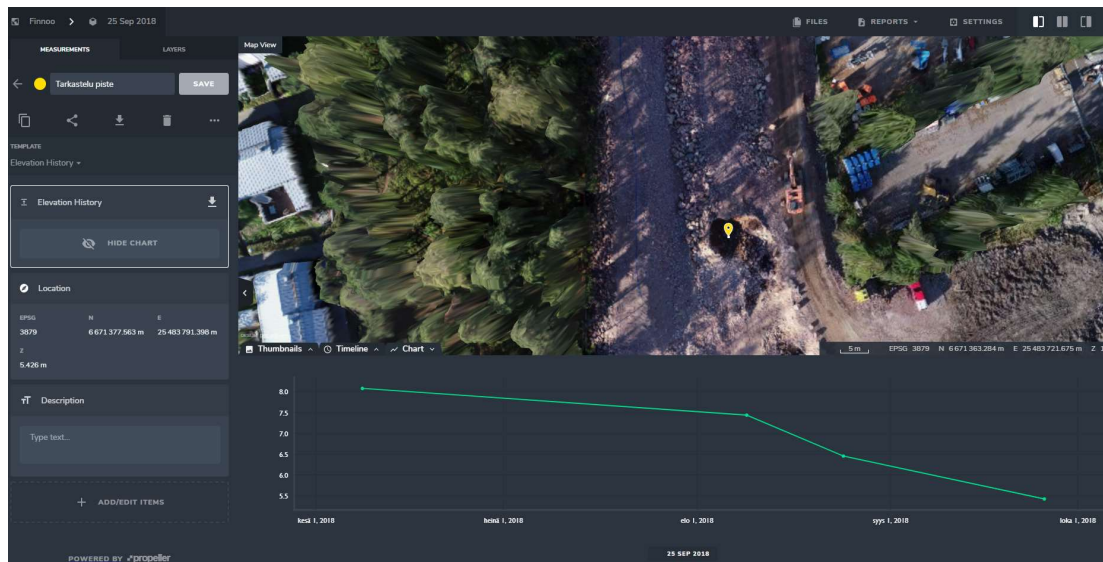 Finnoo > 25 Sep 2018
FILES
REPORTS
SETTINGS
MEASUREMENTS
LAYERS
Map View
Tarkastelu piste
SAVE
TEMPLATE
Elevation History
Elevation History
HIDE CHART
Location
EPSG N E
3879 6 671 377.563 m 25 483 791.398 m
Z
5.426 m
Description
Type text...
ADD/EDIT ITEMS
POWERED BY propeller
Thumbnails Timeline Chart
5 m EPSG 3879 N 6 671 363.284 m E 25 483 721.675 m Z
8.0
7.5
7.0
6.5
6.0
5.5
kesä 1, 2018 heinä 1, 2018 elo 1, 2018 syys 1, 2018 loka 1, 2018
25 SEP 2018